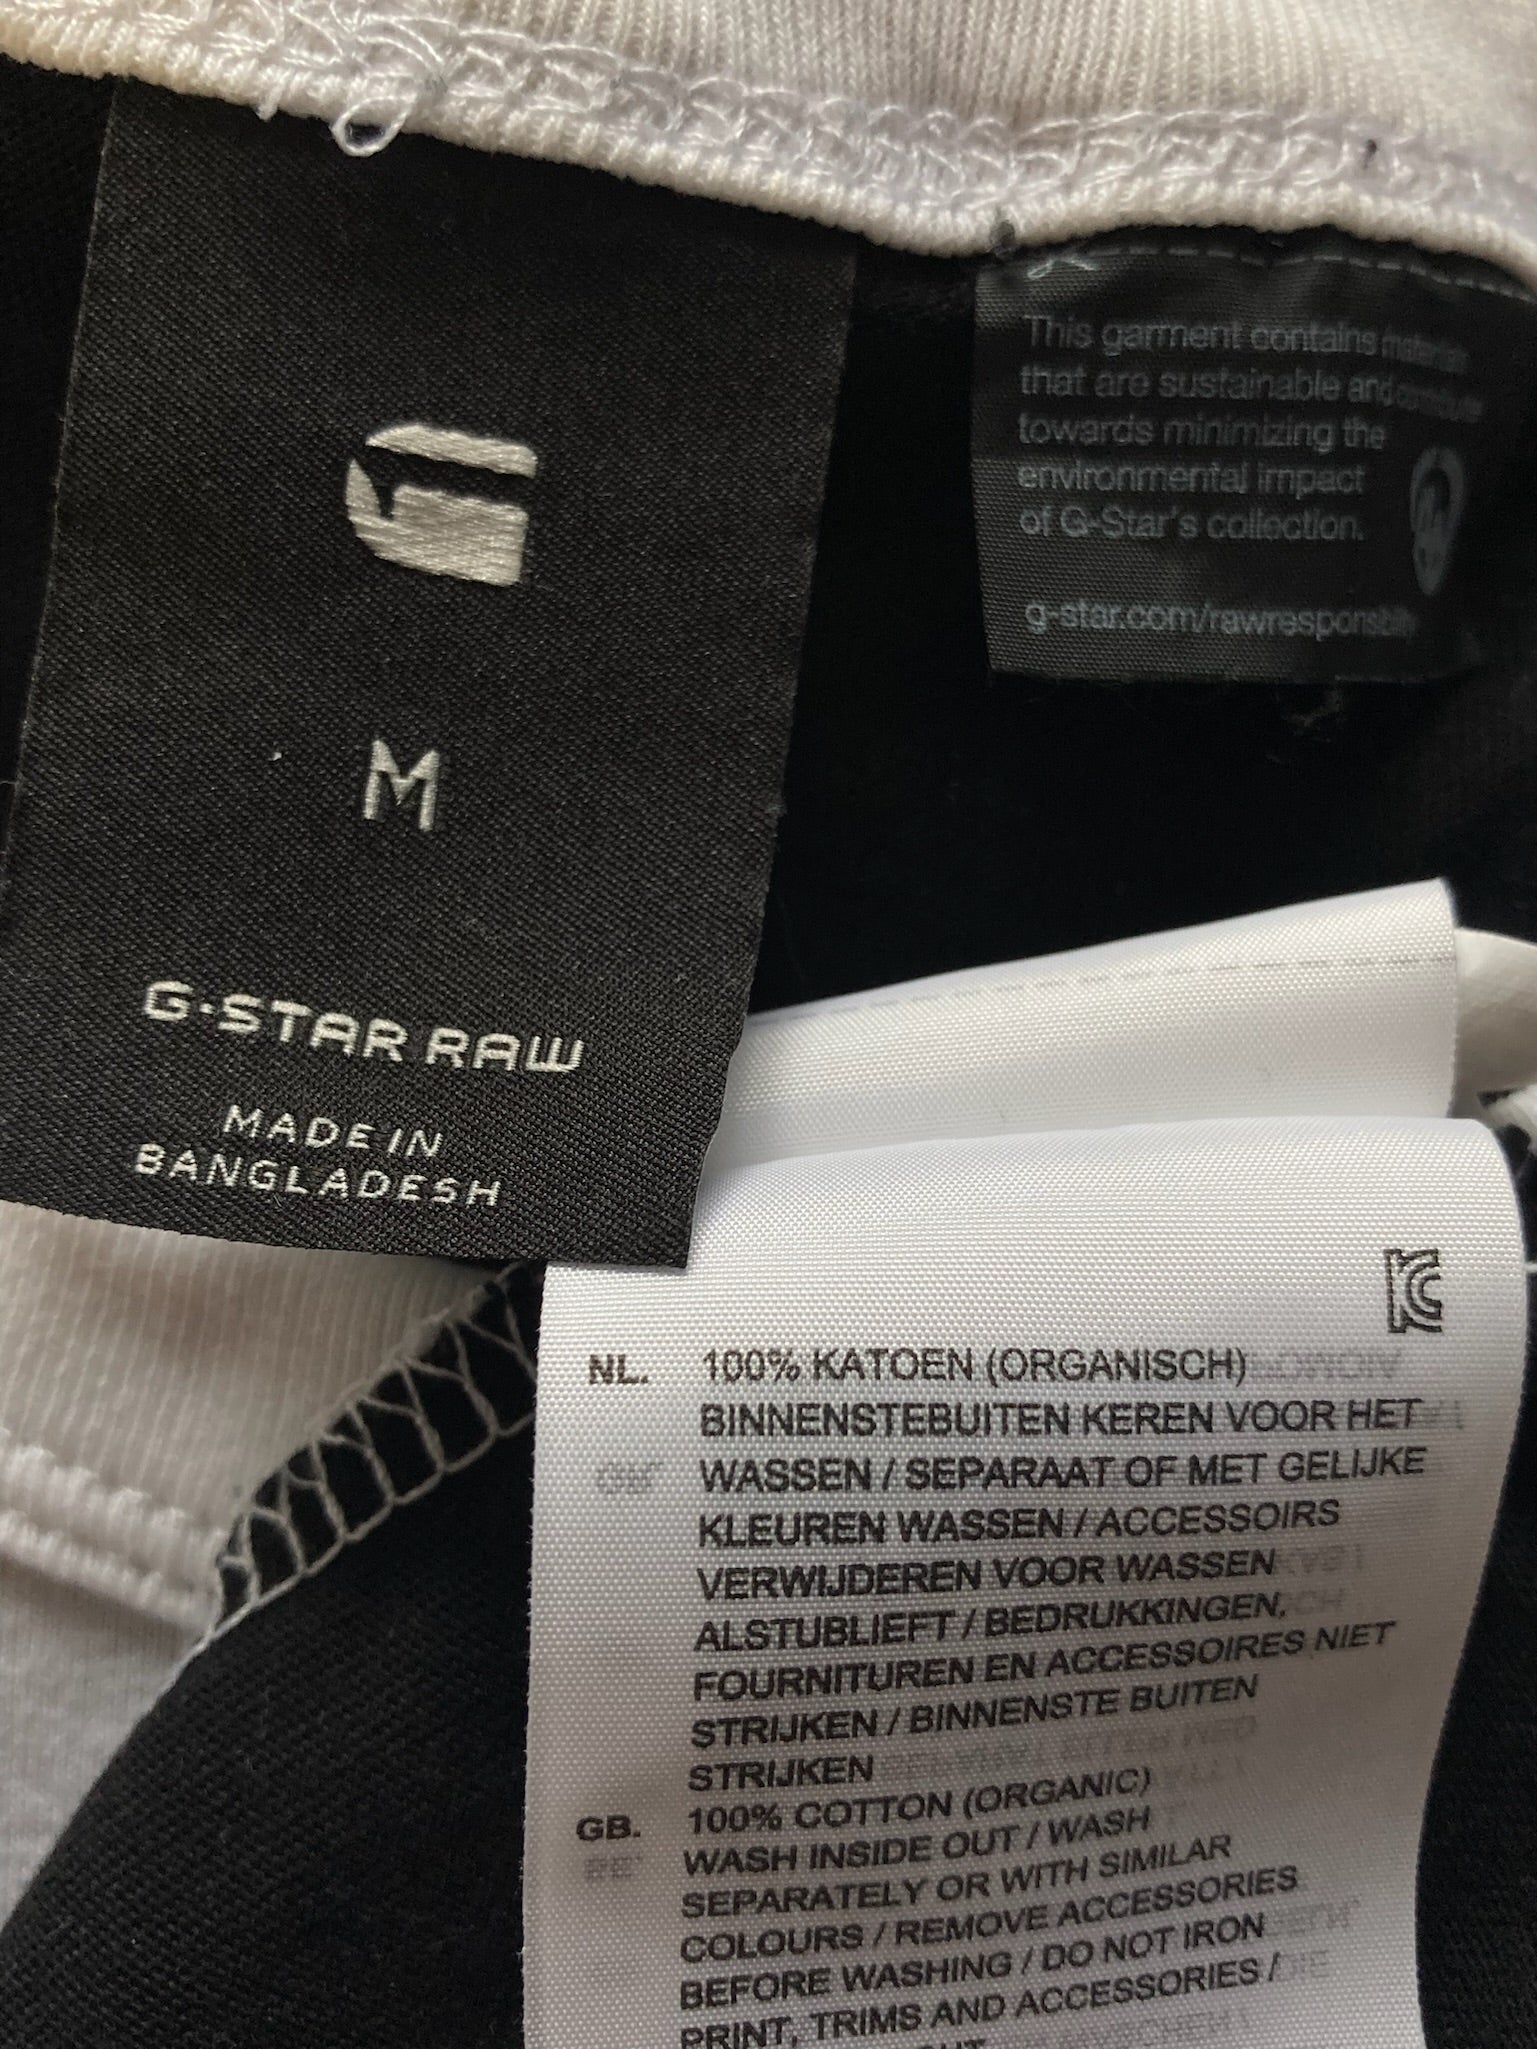 M
G-STAR RAW
MADE IN
BANGLADESH
This garment contains
that are sustainable and
towards minimizing the
environmental impact
of G-Star's collection.
g-star.com/rawresponsibility
NL. 100% KATOEN (ORGANISCH)
BINNENSTEBUITEN KEREN VOOR HET
WASSEN / SEPARAAT OF MET GELIJKE
KLEUREN WASSEN / ACCESSOIRS
VERWIJDEREN VOOR WASSEN
ALSTUBLIEFT / BEDRUKKINGEN,
FOURNITUREN EN ACCESSOIRES NIET
STRIJKEN / BINNENSTE BUITEN
STRIJKEN
GB. 100% COTTON (ORGANIC)
WASH INSIDE OUT / WASH
SEPARATELY OR WITH SIMILAR
COLOURS / REMOVE ACCESSORIES
BEFORE WASHING / DO NOT IRON
PRINT, TRIMS AND ACCESSORIES /